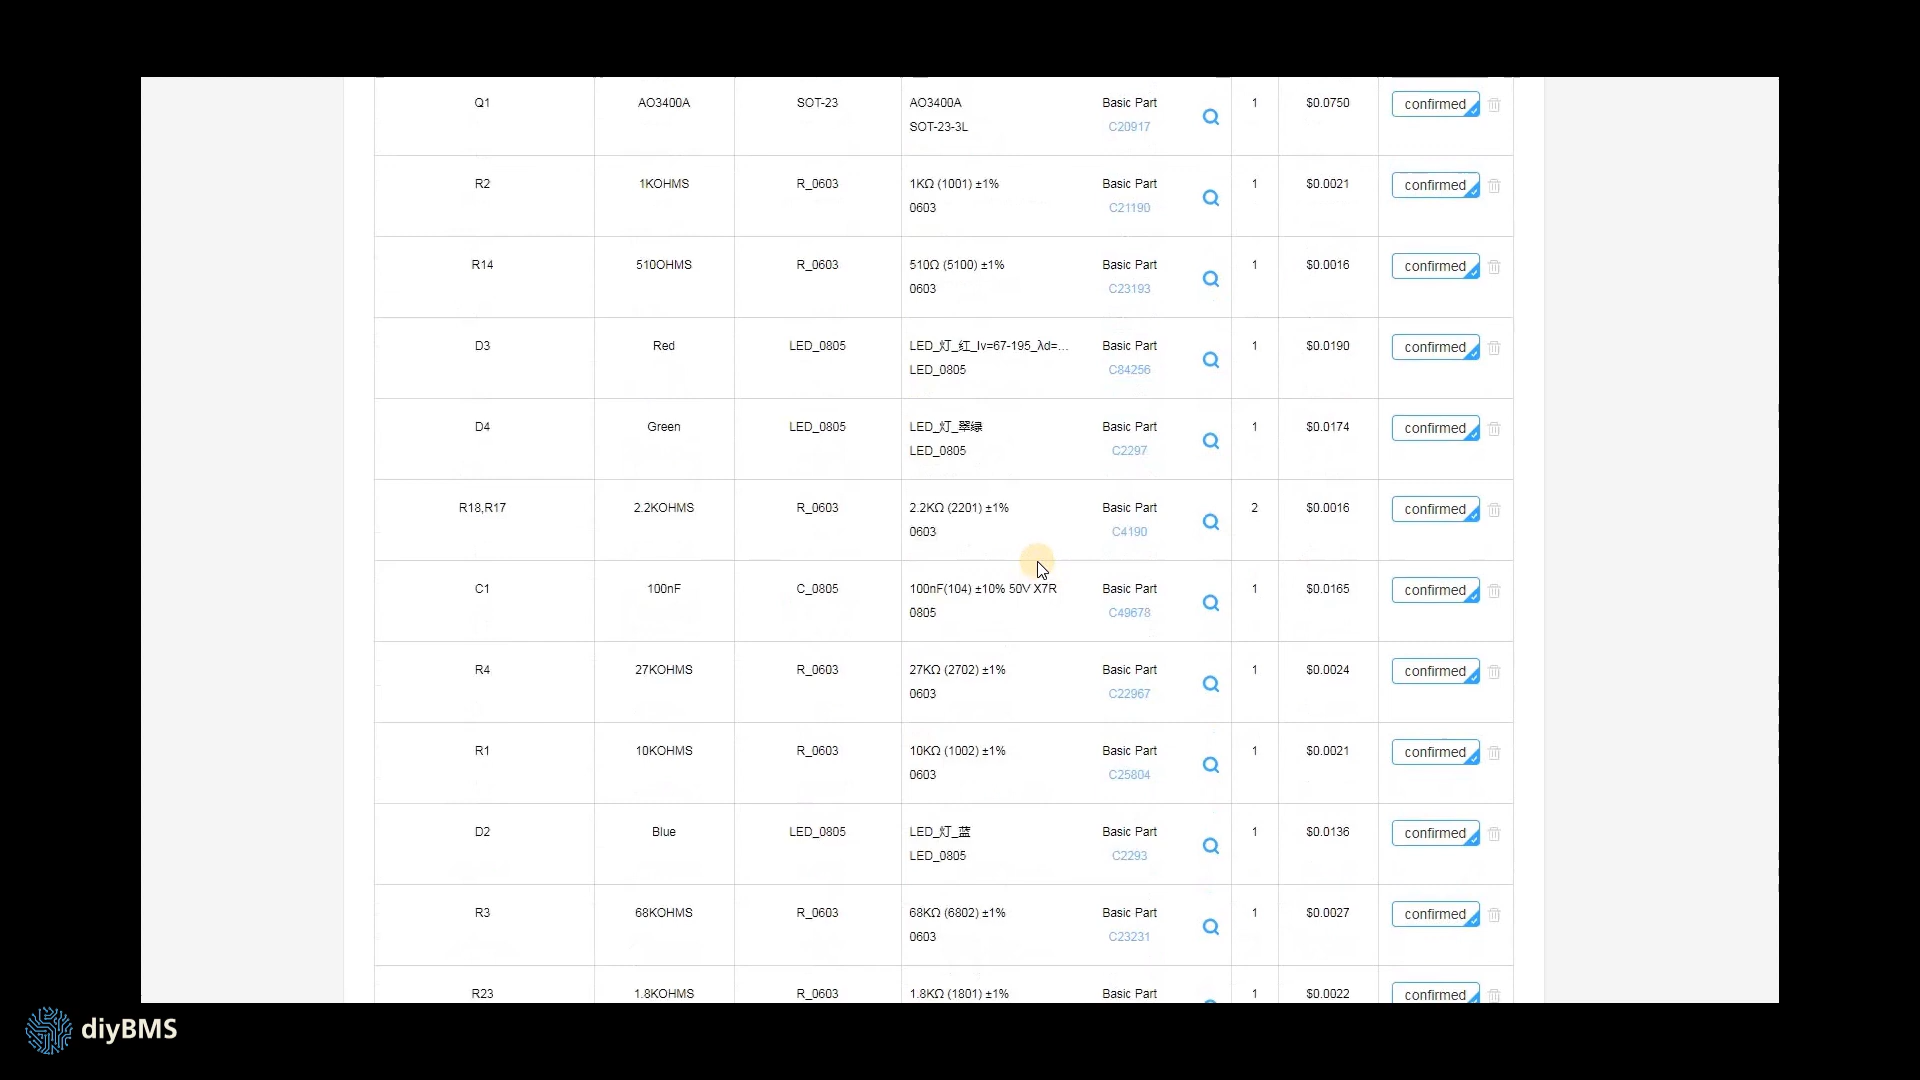 Q1 AO3400A SOT-23 AO3400A Basic Part 1 $0.0750 confirmed
SOT-23-3L C20917
R2 1KOHMS R_0603 1KΩ (1001) ±1% Basic Part 1 $0.0021 confirmed
0603 C21190
R14 510OHMS R_0603 510Ω (5100) ±1% Basic Part 1 $0.0016 confirmed
0603 C23193
D3 Red LED_0805 LED_灯_红_Iv=67-195_λd=... Basic Part 1 $0.0190 confirmed
LED_0805 C84256
D4 Green LED_0805 LED_灯_翠绿 Basic Part 1 $0.0174 confirmed
LED_0805 C2297
R18,R17 2.2KOHMS R_0603 2.2KΩ (2201) ±1% Basic Part 2 $0.0016 confirmed
0603 C4190
C1 100nF C_0805 100nF(104) ±10% 50V X7R Basic Part 1 $0.0165 confirmed
0805 C49678
R4 27KOHMS R_0603 27KΩ (2702) ±1% Basic Part 1 $0.0024 confirmed
0603 C22967
R1 10KOHMS R_0603 10KΩ (1002) ±1% Basic Part 1 $0.0021 confirmed
0603 C25804
D2 Blue LED_0805 LED_灯_蓝 Basic Part 1 $0.0136 confirmed
LED_0805 C2293
R3 68KOHMS R_0603 68KΩ (6802) ±1% Basic Part 1 $0.0027 confirmed
0603 C23231
R23 1.8KOHMS R_0603 1.8KΩ (1801) ±1% Basic Part 1 $0.0022 confirmed
diyBMS